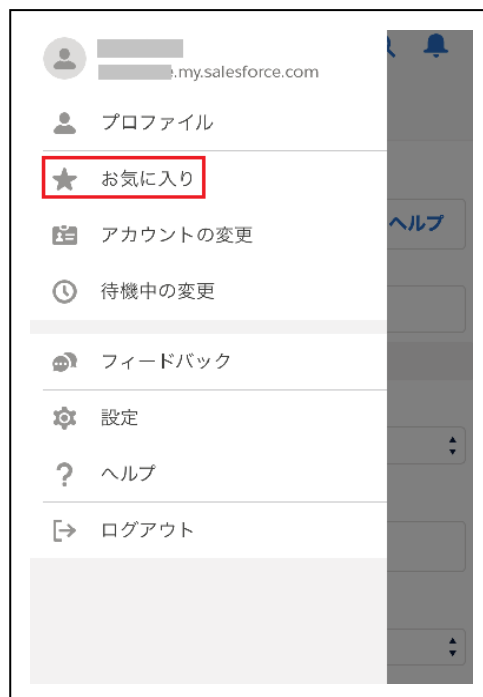 .my.salesforce.com
プロファイル
お気に入り
アカウントの変更
ヘルプ
待機中の変更
フィードバック
設定
ヘルプ
ログアウト